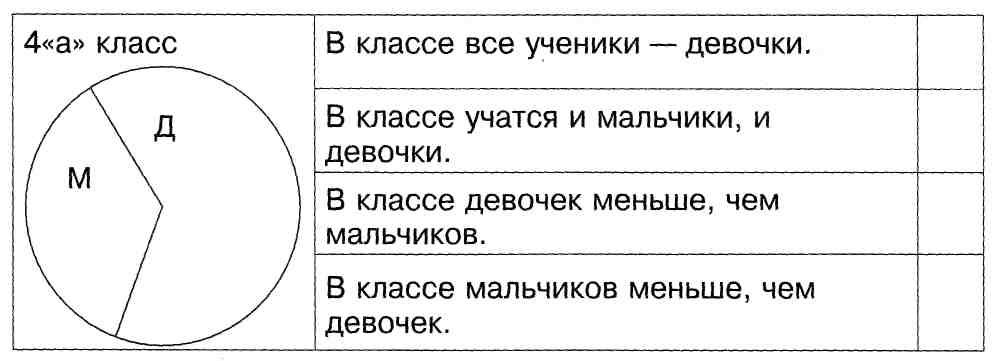 4«а» класс
Д
М
В классе все ученики — девочки.
В классе учатся и мальчики, и
девочки.
В классе девочек меньше, чем
мальчиков.
В классе мальчиков меньше, чем
девочек.